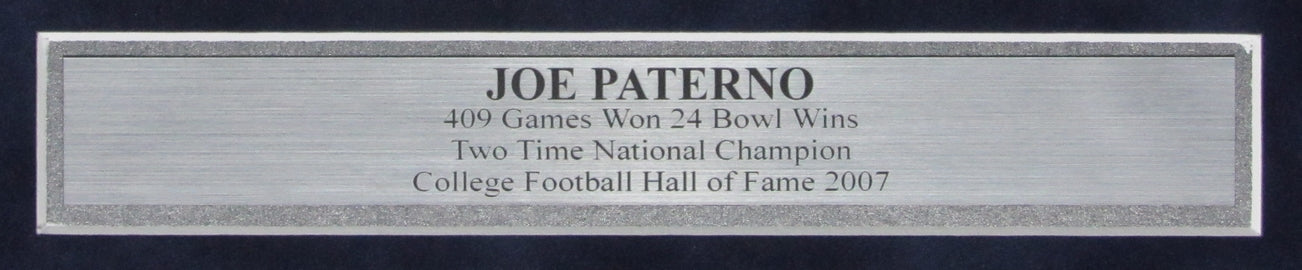 JOE PATERNO
409 Games Won 24 Bowl Wins
Two Time National Champion
College Football Hall of Fame 2007